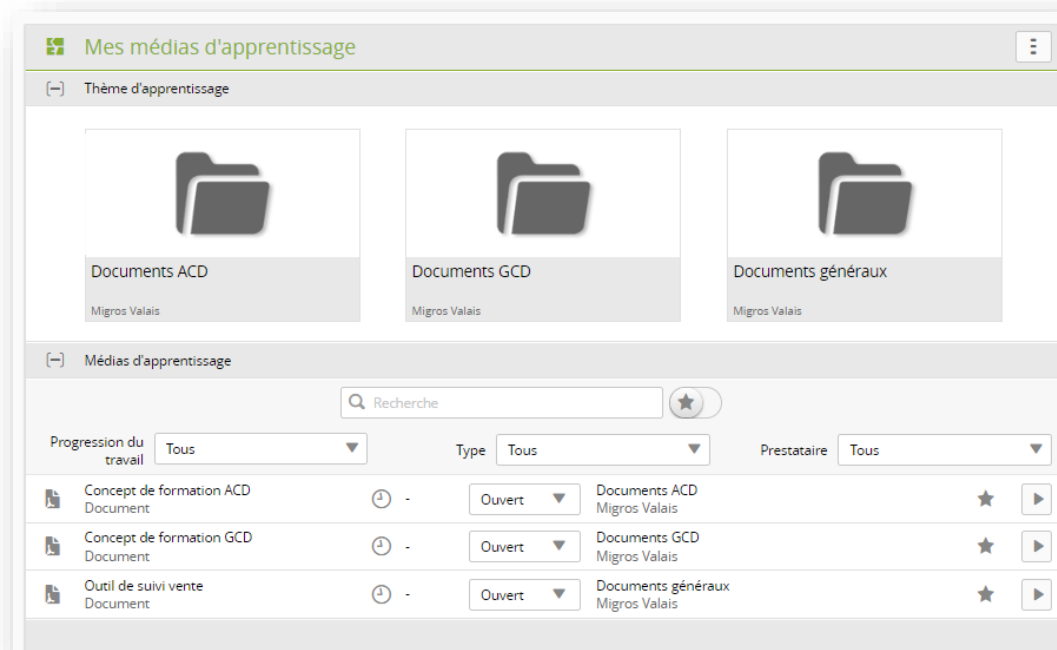 Mes médias d'apprentissage
Thème d'apprentissage
Documents ACD
Migros Valais
Documents GCD
Migros Valais
Documents généraux
Migros Valais
Médias d'apprentissage
Recherche
Progression du travail
Tous
Type
Tous
Prestataire
Tous
Concept de formation ACD
Document
-
Ouvert
Documents ACD
Migros Valais
Concept de formation GCD
Document
-
Ouvert
Documents GCD
Migros Valais
Outil de suivi vente
Document
-
Ouvert
Documents généraux
Migros Valais